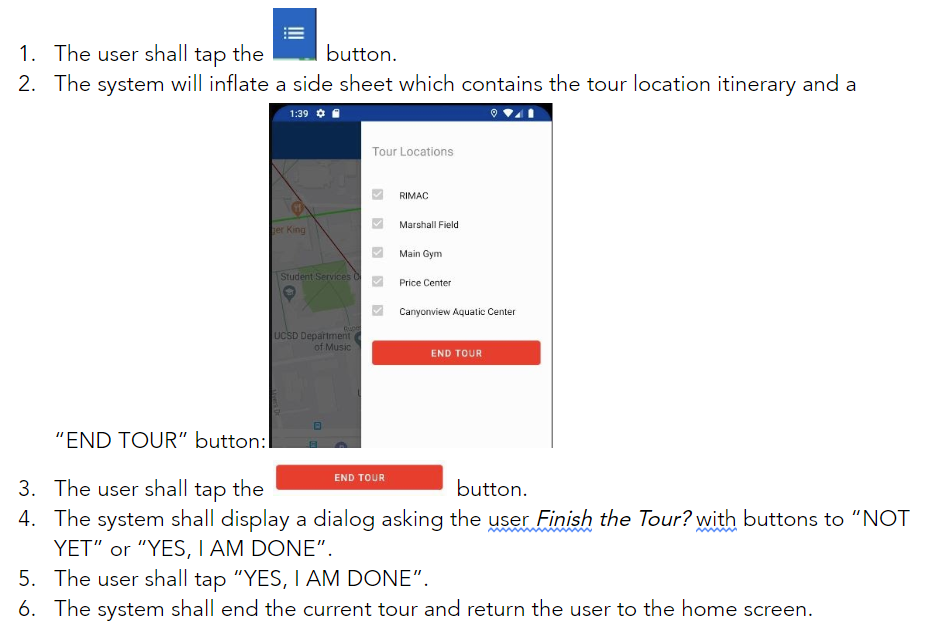 1. The user shall tap the button.
2. The system will inflate a side sheet which contains the tour location itinerary and a
1:39
Tour Locations
RIMAC
Marshall Field
ger King
Main Gym
Student Services
Price Center
Canyonview Aquatic Center
UCSD Department
of Music
END TOUR
“END TOUR” button:
3. The user shall tap the END TOUR button.
4. The system shall display a dialog asking the user Finish the Tour? with buttons to “NOT
YET” or “YES, I AM DONE”.
5. The user shall tap “YES, I AM DONE”.
6. The system shall end the current tour and return the user to the home screen.